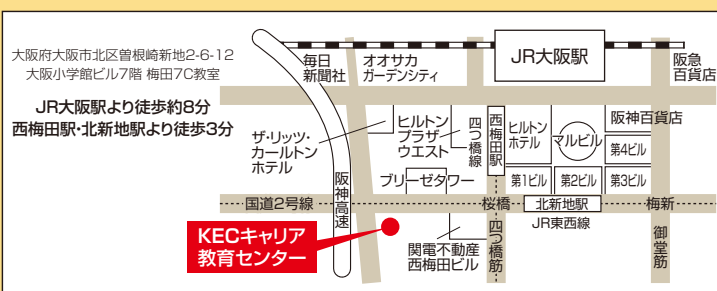 大阪府大阪市北区曽根崎新地2-6-12
大阪小学館ビル7階 梅田7C教室
JR大阪駅より徒歩約8分
西梅田駅・北新地駅より徒歩3分
毎日
新聞社
オオサカ
ガーデンシティ
JR大阪駅
阪急
百貨店
ザ・リッツ・
カールトン
ホテル
ヒルトン
プラザ
ウエスト
四つ橋線
西梅田駅
ヒルトン
ホテル
マルビル
阪神百貨店
第4ビル
ブリーゼタワー
第1ビル
第2ビル
第3ビル
国道2号線
阪神高速
桜橋
北新地駅
梅新
JR東西線
KECキャリア
教育センター
関電不動産
西梅田ビル
四つ橋筋
御堂筋